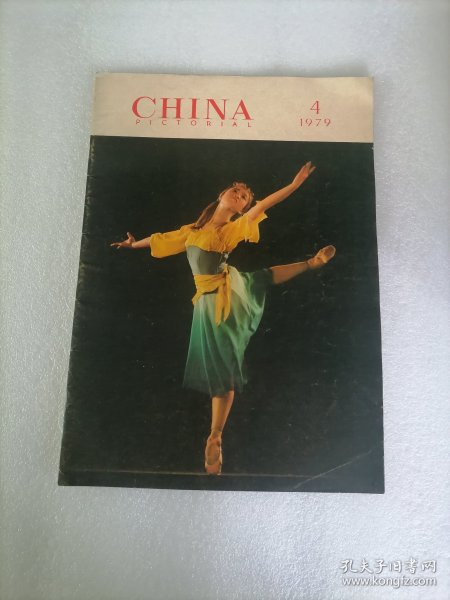 CHINA
PICTORIAL
4
1979
孔夫子旧书网
www.kongfz.com